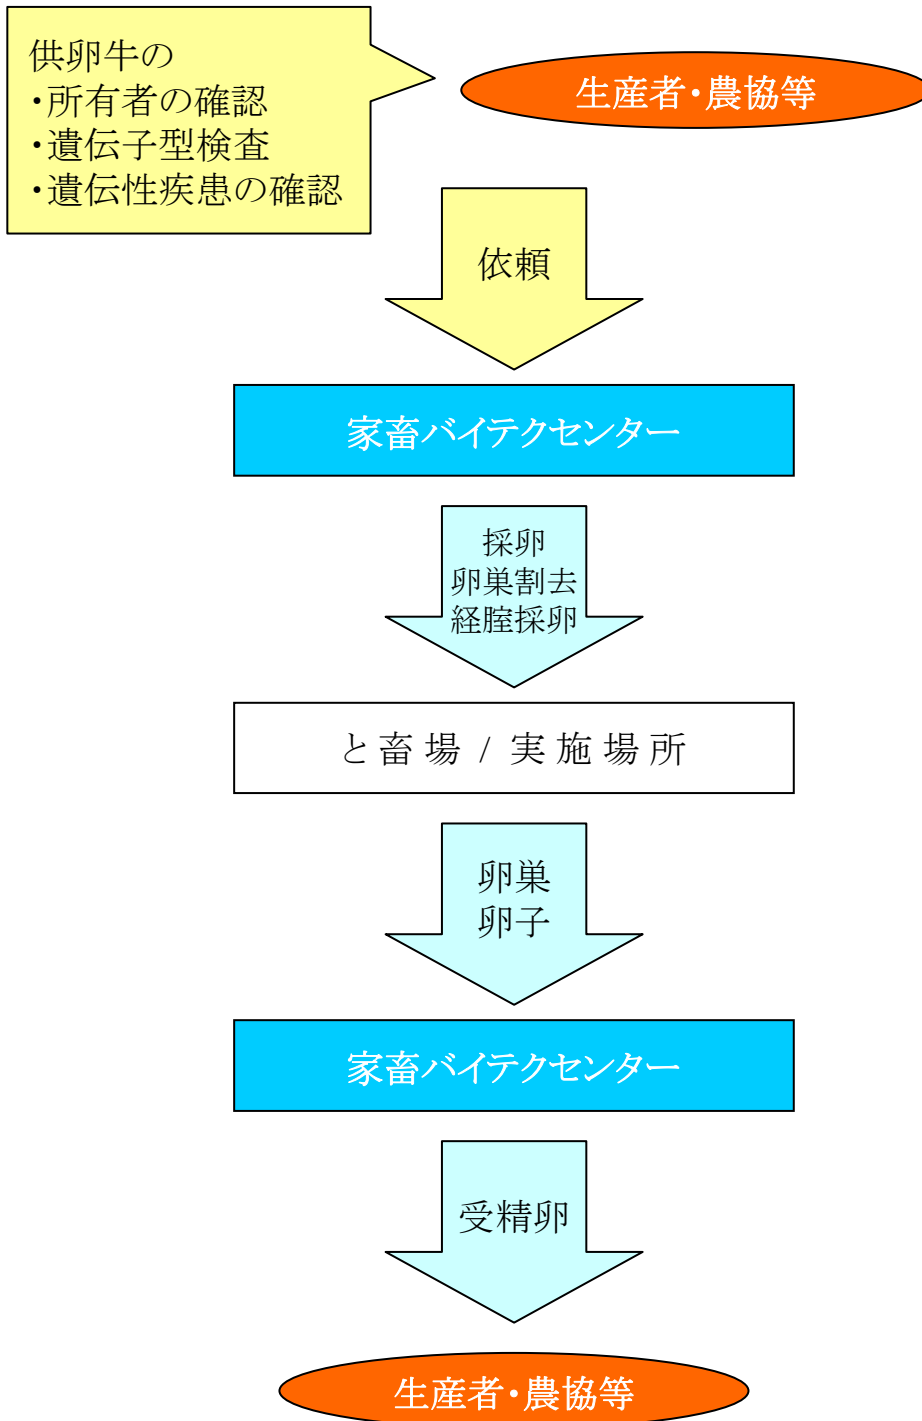 供卵牛の
・所有者の確認
・遺伝子型検査
・遺伝性疾患の確認
生産者・農協等
依頼
家畜バイテクセンター
採卵
卵巣割去
経腟採卵
と畜場 / 実施場所
卵巣
卵子
家畜バイテクセンター
受精卵
生産者・農協等